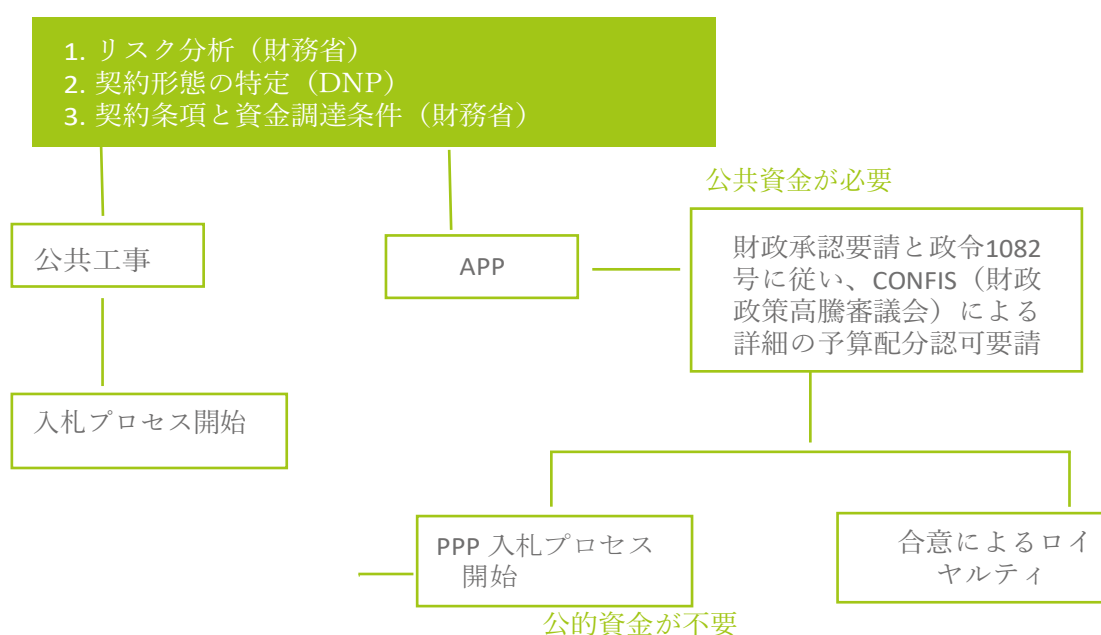 1. リスク分析（財務省）
2. 契約形態の特定（DNP）
3. 契約条項と資金調達条件（財務省）
公共資金が必要
公共工事
APP
財政承認要請と政令1082
号に従い、CONFIS（財政
政策高騰審議会）による
詳細の予算配分認可要請
入札プロセス開始
PPP 入札プロセス
開始
合意によるロイ
ヤルティ
公的資金が不要